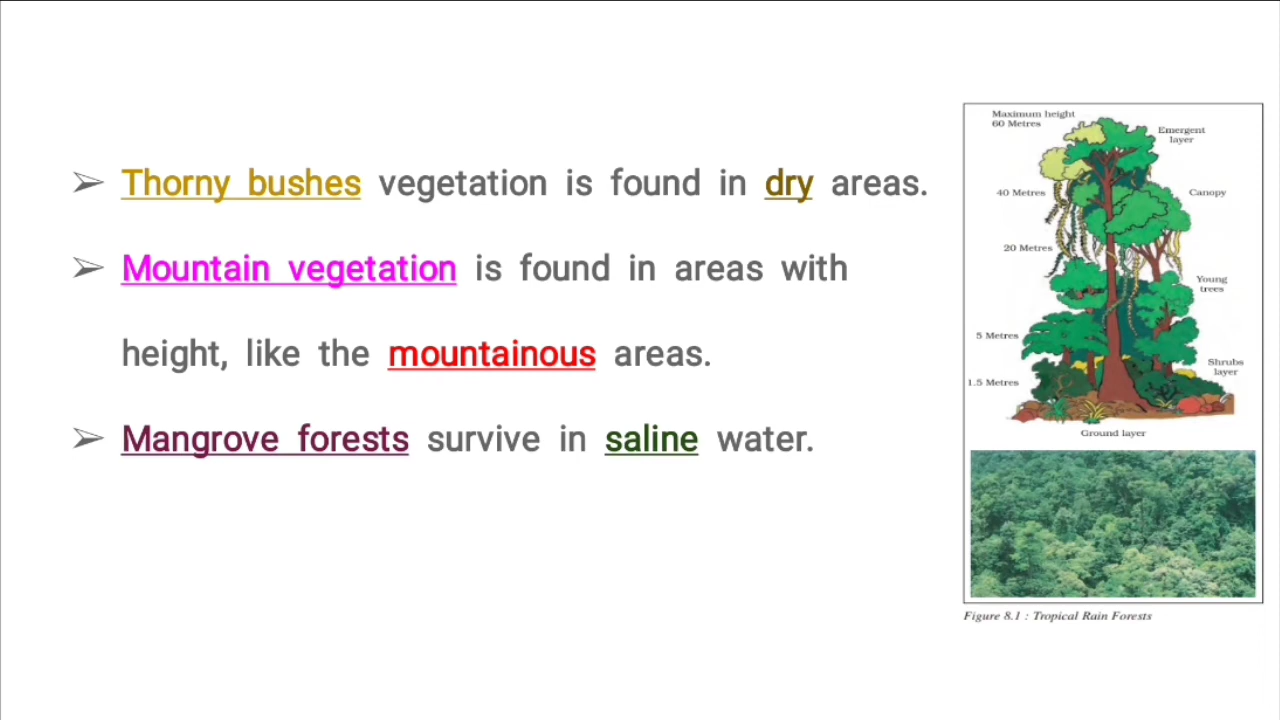 ➢ Thorny bushes vegetation is found in dry areas.
➢ Mountain vegetation is found in areas with
height, like the mountainous areas.
➢ Mangrove forests survive in saline water.
Maximum height
60 Metres
Emergent
layer
40 Metres
Canopy
20 Metres
Young
trees
5 Metres
Shrubs
layer
1.5 Metres
Ground layer
Figure 8.1 : Tropical Rain Forests